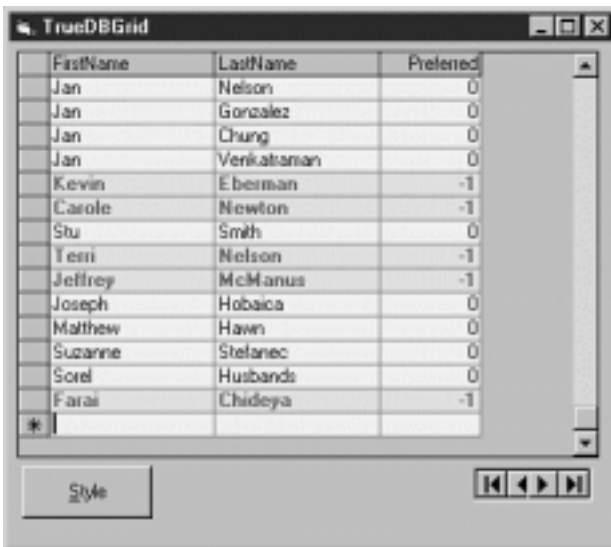 TrueDBGrid
FirstName LastName Preferred
Jan Nelson 0
Jan Gonzalez 0
Jan Chung 0
Jan Venkatraman 0
Kevin Eberman -1
Carole Newton -1
Stu Smith 0
Terri Nelson -1
Jeffrey McManus -1
Joseph Hobaica 0
Matthew Hawn 0
Suzanne Stefanec 0
Sorel Husbands 0
Farai Chideya -1
Style